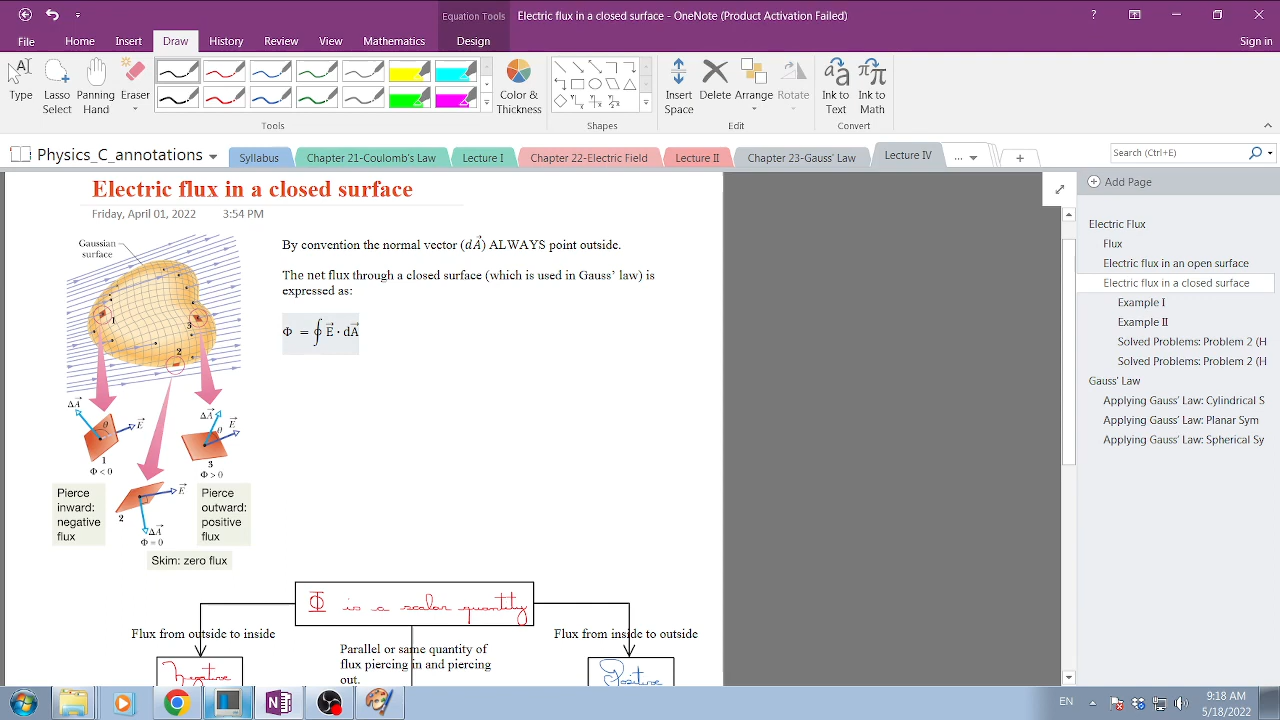 Equation Tools
Electric flux in a closed surface - OneNote (Product Activation Failed)
?
File
Home
Insert
Draw
History
Review
View
Mathematics
Design
Sign in
Type
Lasso Select
Panning Hand
Eraser
Color & Thickness
Insert Space
Delete
Arrange
Rotate
Ink to Text
Ink to Math
Tools
Shapes
Edit
Convert
Physics_C_annotations
Syllabus
Chapter 21-Coulomb's Law
Lecture I
Chapter 22-Electric Field
Lecture II
Chapter 23-Gauss' Law
Lecture IV
...
Search (Ctrl+E)
Electric flux in a closed surface
Friday, April 01, 2022 3:54 PM
Gaussian
surface
1
3
2
By convention the normal vector (dA⃗) ALWAYS point outside.
The net flux through a closed surface (which is used in Gauss' law) is
expressed as:
Φ = ∮ E⃗ · dA⃗
ΔA⃗
θ
E⃗
1
Φ < 0
ΔA⃗
θ
E⃗
3
Φ > 0
E⃗
2
ΔA⃗
Φ = 0
Pierce
inward:
negative
flux
Pierce
outward:
positive
flux
Skim: zero flux
Φ is a scalar quantity
Flux from outside to inside
Parallel or same quantity of
flux piercing in and piercing
out.
Flux from inside to outside
Negative
Positive
Add Page
Electric Flux
Flux
Electric flux in an open surface
Electric flux in a closed surface
Example I
Example II
Solved Problems: Problem 2 (H
Solved Problems: Problem 2 (H
Gauss' Law
Applying Gauss' Law: Cylindrical S
Applying Gauss' Law: Planar Sym
Applying Gauss' Law: Spherical Sy
EN
9:18 AM
5/18/2022